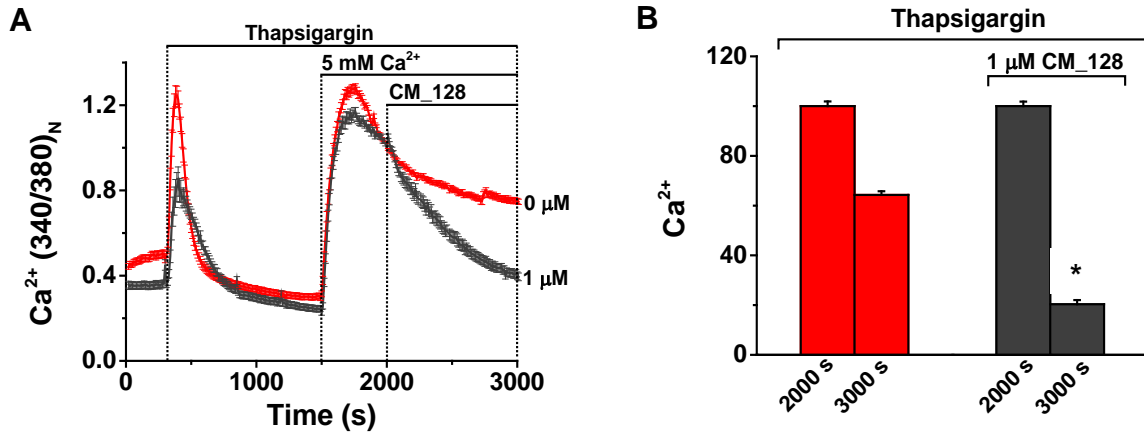 A
Thapsigargin
5 mM Ca²⁺
CM_128
Ca²⁺ (340/380)N
1.2
0.8
0.4
0.0
0 μM
1 μM
0
1000
2000
3000
Time (s)
B
Thapsigargin
1 μM CM_128
Ca²⁺
120
80
40
0
*
2000 s
3000 s
2000 s
3000 s